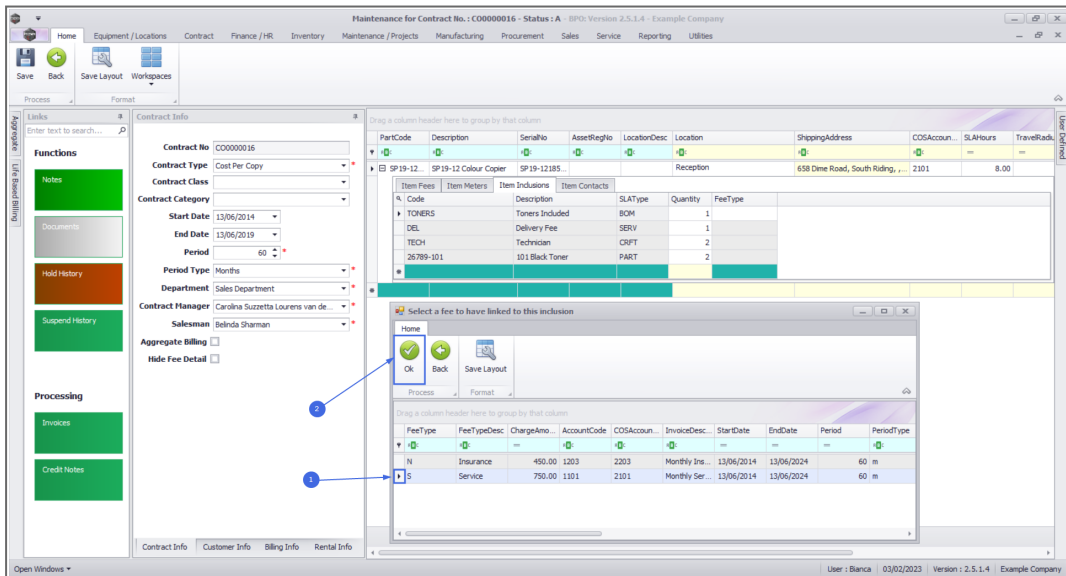 Maintenance for Contract No. : CO0000016 - Status : A - BPO: Version 2.5.1.4 - Example Company
Home Equipment / Locations Contract Finance / HR Inventory Maintenance / Projects Manufacturing Procurement Sales Service Reporting Utilities
Save Back Save Layout Workspaces
Process Format
Aggregate
Life Based Billing
Links
Enter text to search...
Functions
Notes
Documents
Hold History
Suspend History
Processing
Invoices
Credit Notes
Contract Info
Contract No CO0000016
Contract Type Cost Per Copy *
Contract Class
Contract Category
Start Date 13/06/2014
End Date 13/06/2019
Period 60 *
Period Type Months *
Department Sales Department *
Contract Manager Carolina Suzzetta Lourens van de... *
Salesman Belinda Sharman *
Aggregate Billing
Hide Fee Detail
Contract Info Customer Info Billing Info Rental Info
Drag a column header here to group by that column
PartCode Description SerialNo AssetRegNo LocationDesc Location ShippingAddress COSAccoun... SLAHours TravelRadiu
SP19-12... SP19-12 Colour Copier SP19-12185... Reception 658 Dime Road, South Riding, ,... 2101 8.00
Item Fees Item Meters Item Inclusions Item Contacts
Code Description SLAType Quantity FeeType
TONERS Toners Included BOM 1
DEL Delivery Fee SERV 1
TECH Technician CRFT 2
26789-101 101 Black Toner PART 2
User Defined
Select a fee to have linked to this inclusion
Home
Ok Back Save Layout
Process Format
Drag a column header here to group by that column
FeeType FeeTypeDesc ChargeAmo... AccountCode COSAccoun... InvoiceDesc... StartDate EndDate Period PeriodType
N Insurance 450.00 1203 2203 Monthly Ins... 13/06/2014 13/06/2024 60 m
S Service 750.00 1101 2101 Monthly Ser... 13/06/2014 13/06/2024 60 m
2
1
Open Windows
User : Bianca 03/02/2023 Version : 2.5.1.4 Example Company